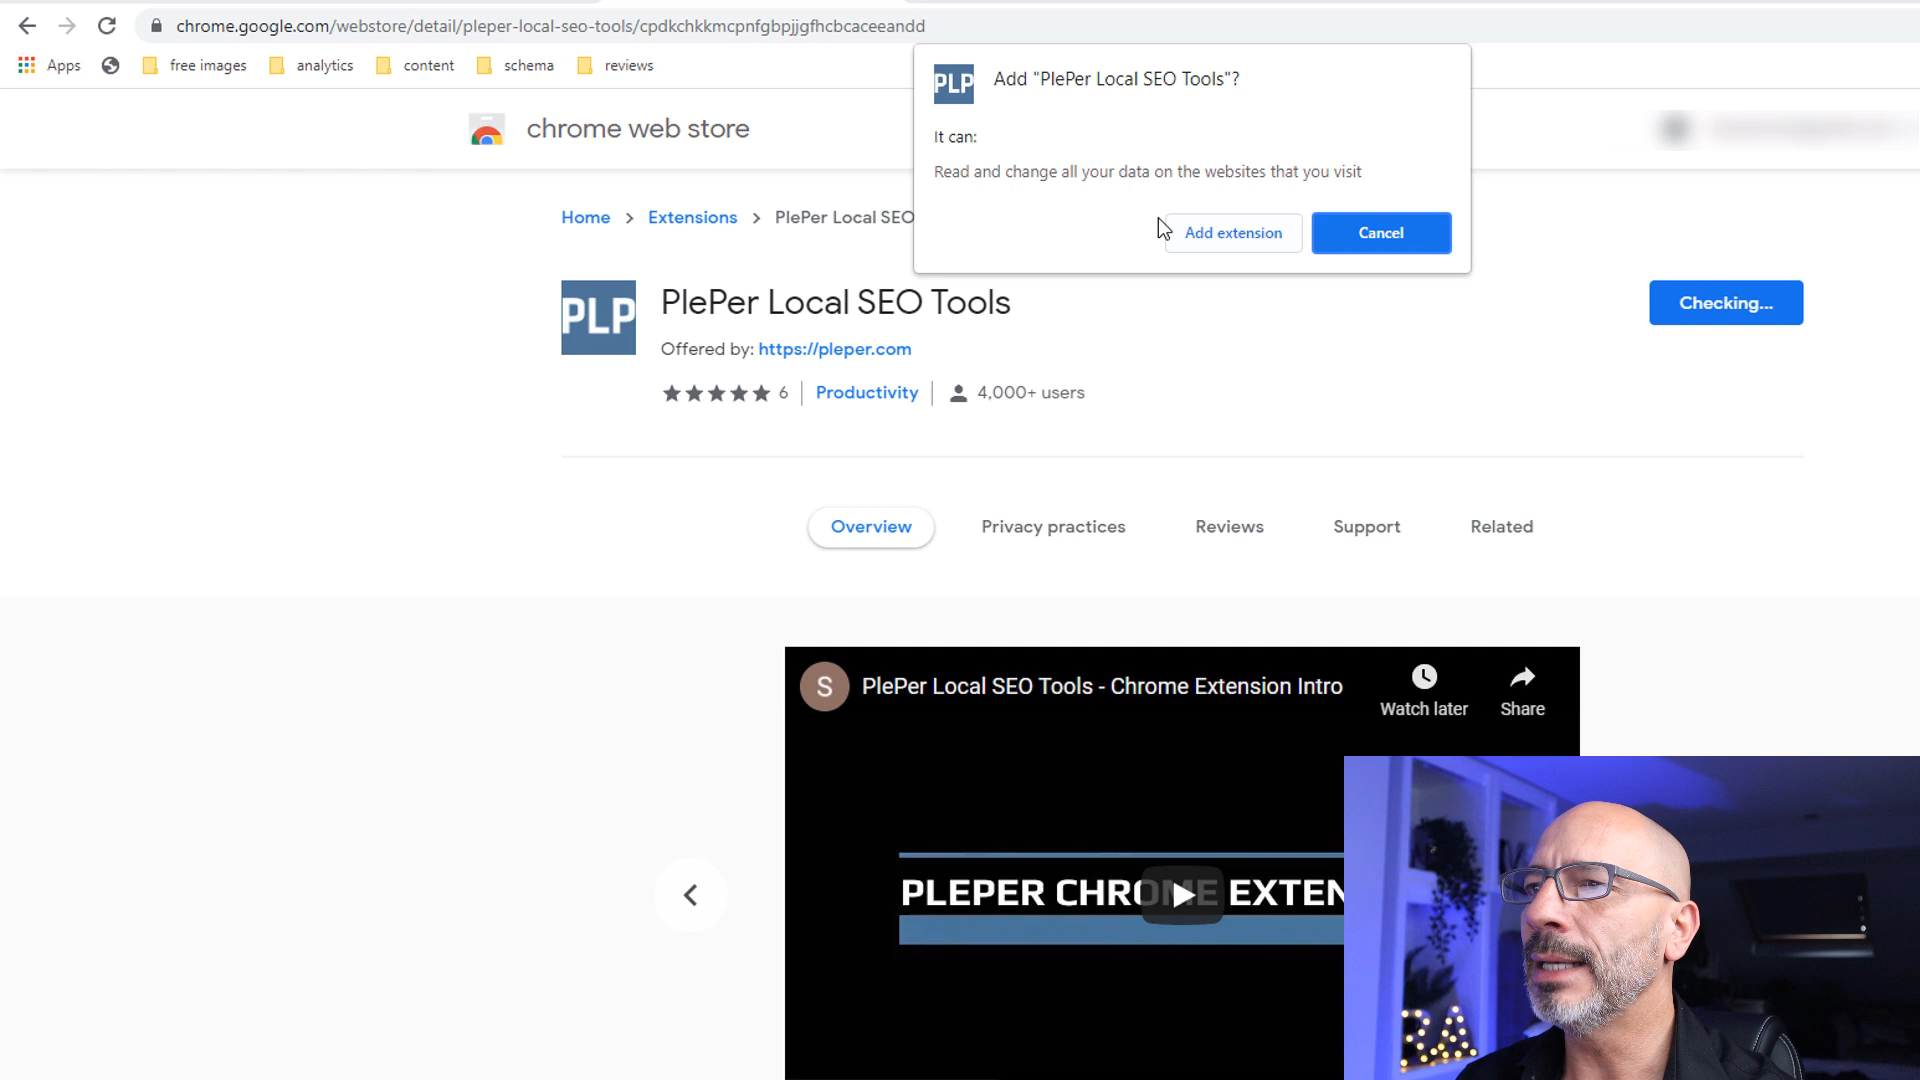 chrome.google.com/webstore/detail/pleper-local-seo-tools/cpdkchkkmcpnfgbpjjgfhcbcaceeandd
Apps free images analytics content schema reviews
PLP Add "PlePer Local SEO Tools"?
It can:
Read and change all your data on the websites that you visit
Add extension Cancel
chrome web store
Home > Extensions > PlePer Local SEO
PLP
PlePer Local SEO Tools
Checking...
Offered by: https://pleper.com
6 Productivity 4,000+ users
Overview Privacy practices Reviews Support Related
S PlePer Local SEO Tools - Chrome Extension Intro
Watch later Share
PLEPER CHROME EXTEN
RA